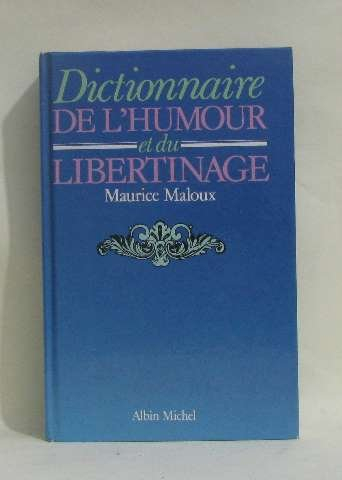 Dictionnaire
DE L'HUMOUR
et du
LIBERTINAGE
Maurice Maloux
Albin Michel